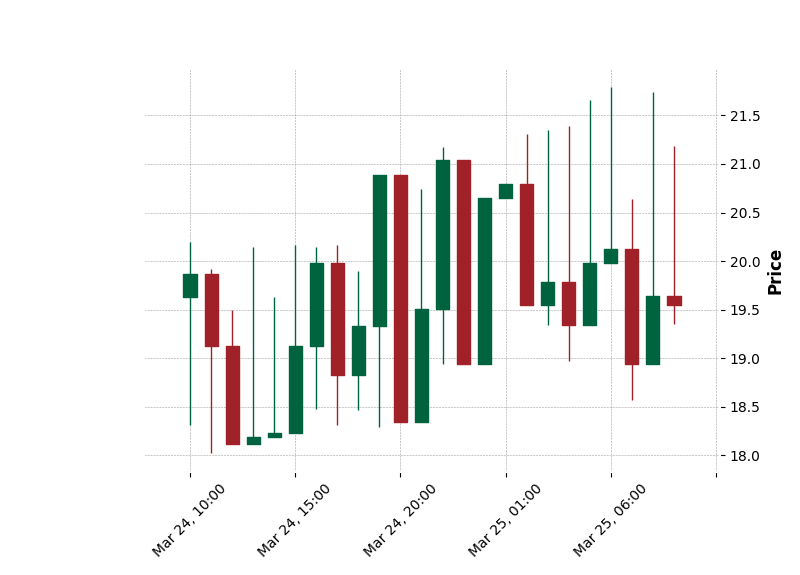 21.5
21.0
20.5
20.0
19.5
19.0
18.5
18.0
Price
Mar 24, 10:00
Mar 24, 15:00
Mar 24, 20:00
Mar 25, 01:00
Mar 25, 06:00